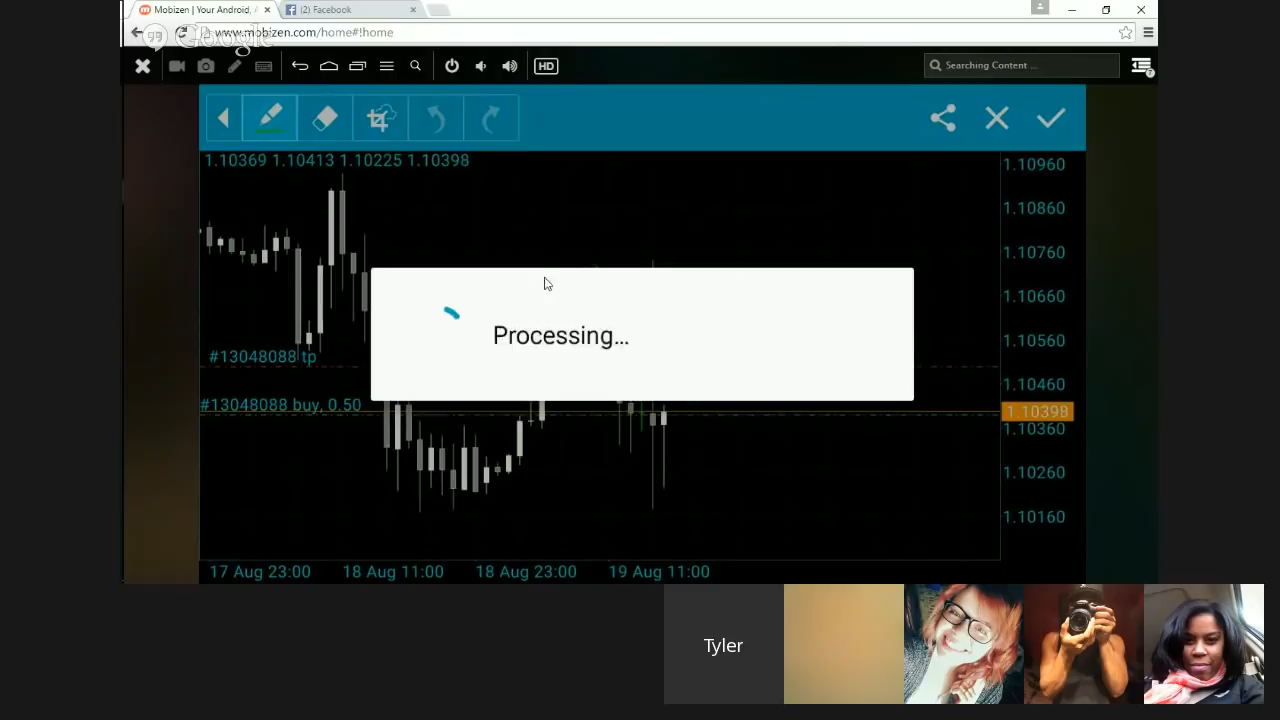 Mobizen | Your Android, A
(2) Facebook
Google
www.mobizen.com/home#!home
HD
Searching Content ...
1.10369 1.10413 1.10225 1.10398
1.10960
1.10860
1.10760
1.10660
1.10560
1.10460
1.10398
1.10360
1.10260
1.10160
Processing...
#13048088 tp
#13048088 buy, 0.50
17 Aug 23:00 18 Aug 11:00 18 Aug 23:00 19 Aug 11:00
Tyler